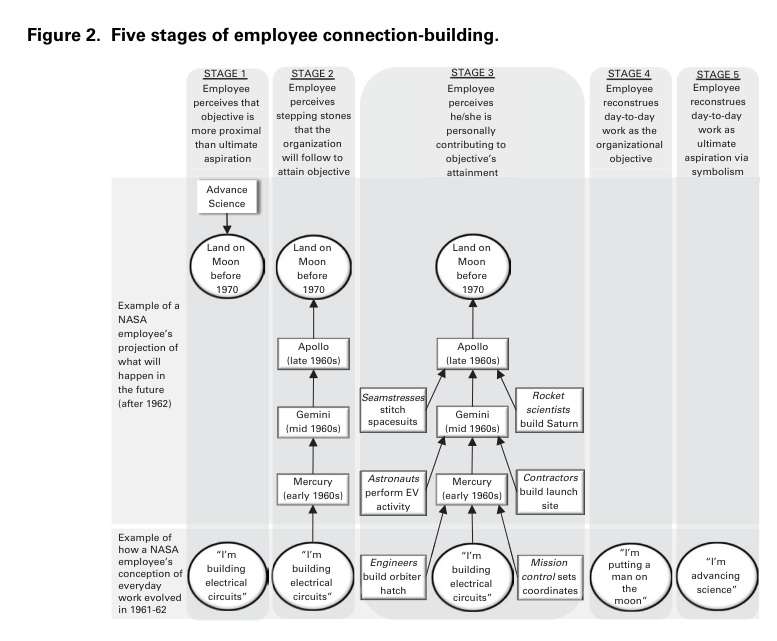 Figure 2. Five stages of employee connection-building.
STAGE 1
Employee
perceives that
objective is
more proximal
than ultimate
aspiration
STAGE 2
Employee
perceives
stepping stones
that the
organization
will follow to
attain objective
STAGE 3
Employee
perceives
he/she is
personally
contributing to
objective's
attainment
STAGE 4
Employee
reconstrues
day-to-day
work as the
organizational
objective
STAGE 5
Employee
reconstrues
day-to-day
work as
ultimate
aspiration via
symbolism
Example of a
NASA
employee's
projection of
what will
happen in
the future
(after 1962)
Advance
Science
Land on
Moon
before
1970
Land on
Moon
before
1970
Apollo
(late 1960s)
Gemini
(mid 1960s)
Mercury
(early 1960s)
Land on
Moon
before
1970
Apollo
(late 1960s)
Seamstresses
stitch
spacesuits
Gemini
(mid 1960s)
Rocket
scientists
build Saturn
Astronauts
perform EV
activity
Mercury
(early 1960s)
Contractors
build launch
site
Example of
how a NASA
employee's
conception of
everyday
work evolved
in 1961-62
"I'm
building
electrical
circuits"
"I'm
building
electrical
circuits"
Engineers
build orbiter
hatch
"I'm
building
electrical
circuits"
Mission
control sets
coordinates
"I'm
putting a
man on
the
moon"
"I'm
advancing
science"